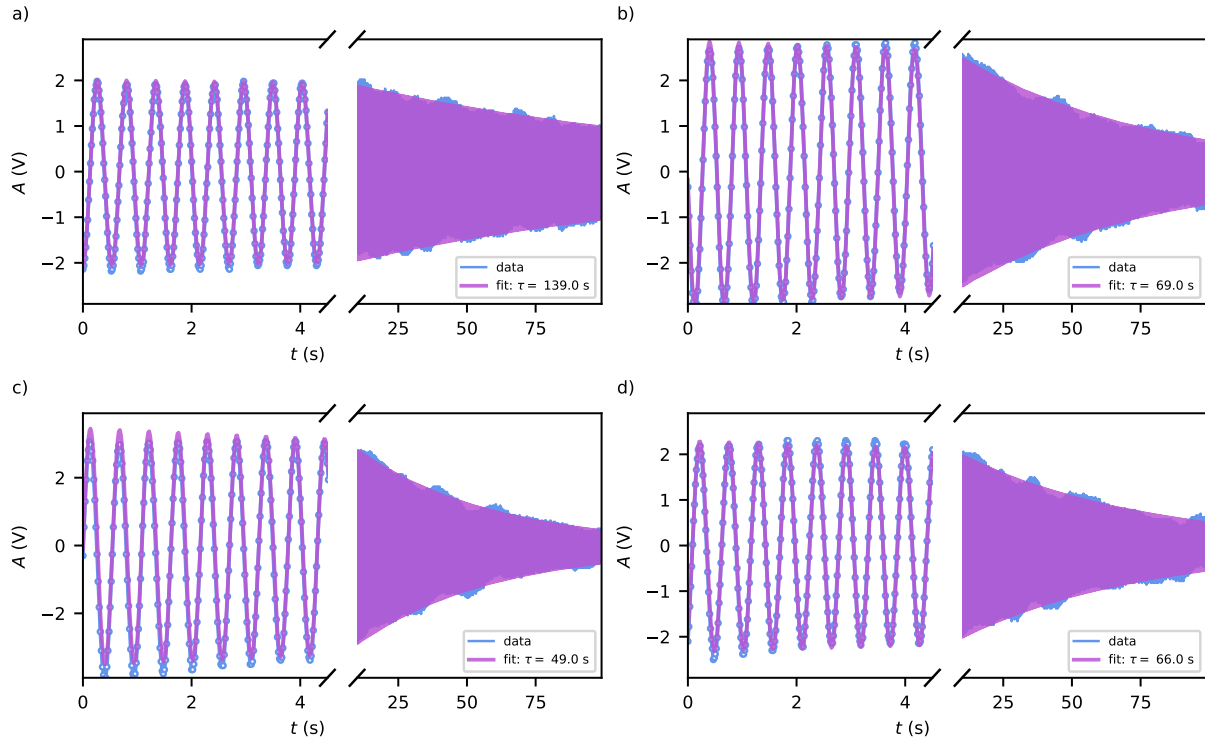 a)
A (V)
2
1
0
−1
−2
data
fit: τ = 139.0 s
0
2
4
25
50
75
t (s)
b)
A (V)
2
1
0
−1
−2
data
fit: τ = 69.0 s
0
2
4
25
50
75
t (s)
c)
A (V)
2
0
−2
data
fit: τ = 49.0 s
0
2
4
25
50
75
t (s)
d)
A (V)
2
1
0
−1
−2
data
fit: τ = 66.0 s
0
2
4
25
50
75
t (s)